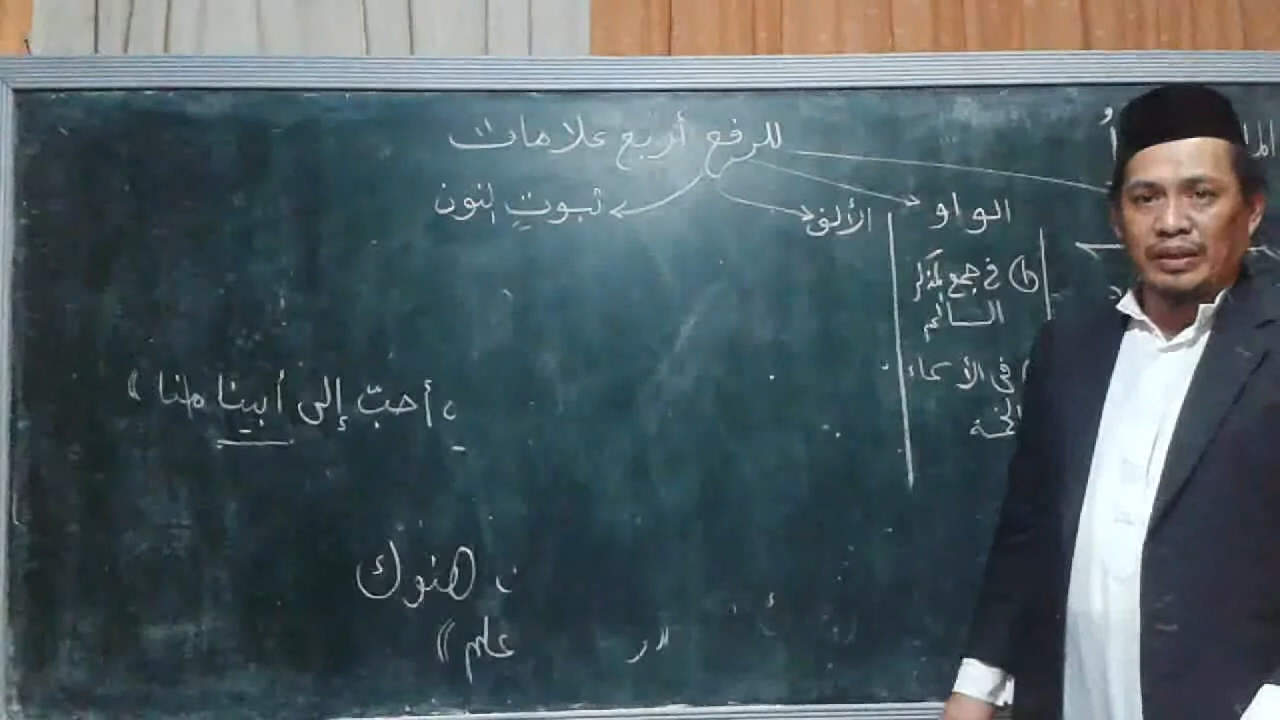 للرفع أربع علامات
الواو
الألف
ثبوتِ النون
في جمع المذكر
السالم
في الأسماء
الخمسة
أحبّ إلى أبينا منا
هنوك
علم